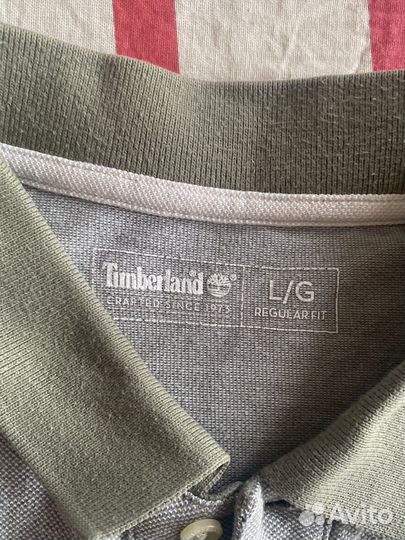 Timberland ®
CRAFTED SINCE 1973
L/G
REGULAR FIT
Avito